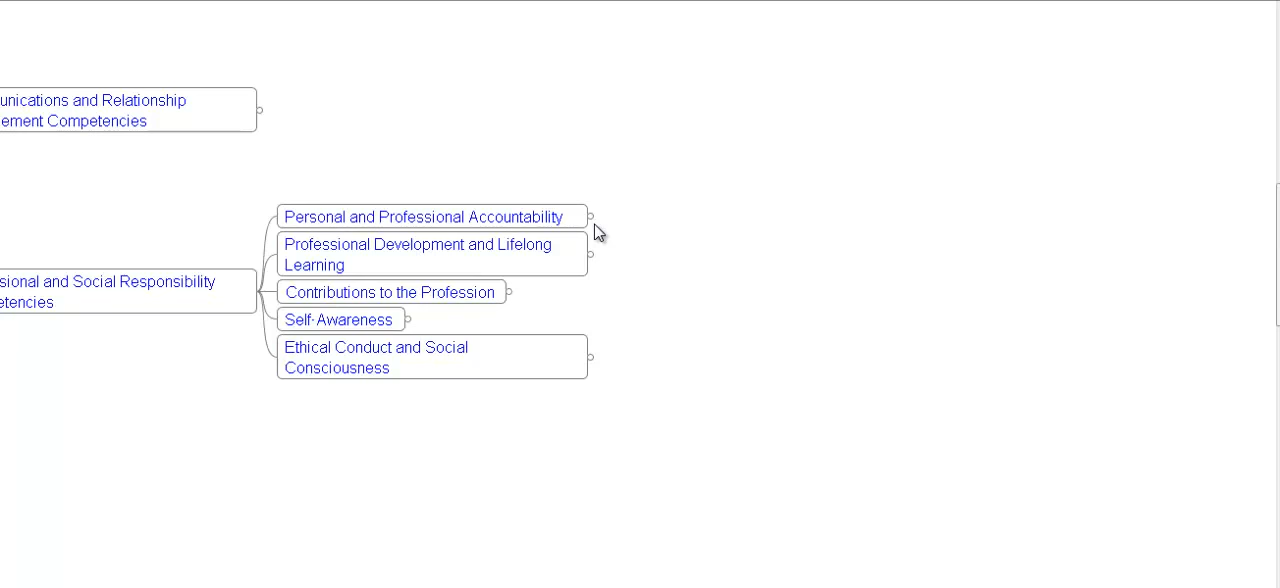 unications and Relationship
ement Competencies
Personal and Professional Accountability
Professional Development and Lifelong
Learning
sional and Social Responsibility
etencies
Contributions to the Profession
Self-Awareness
Ethical Conduct and Social
Consciousness